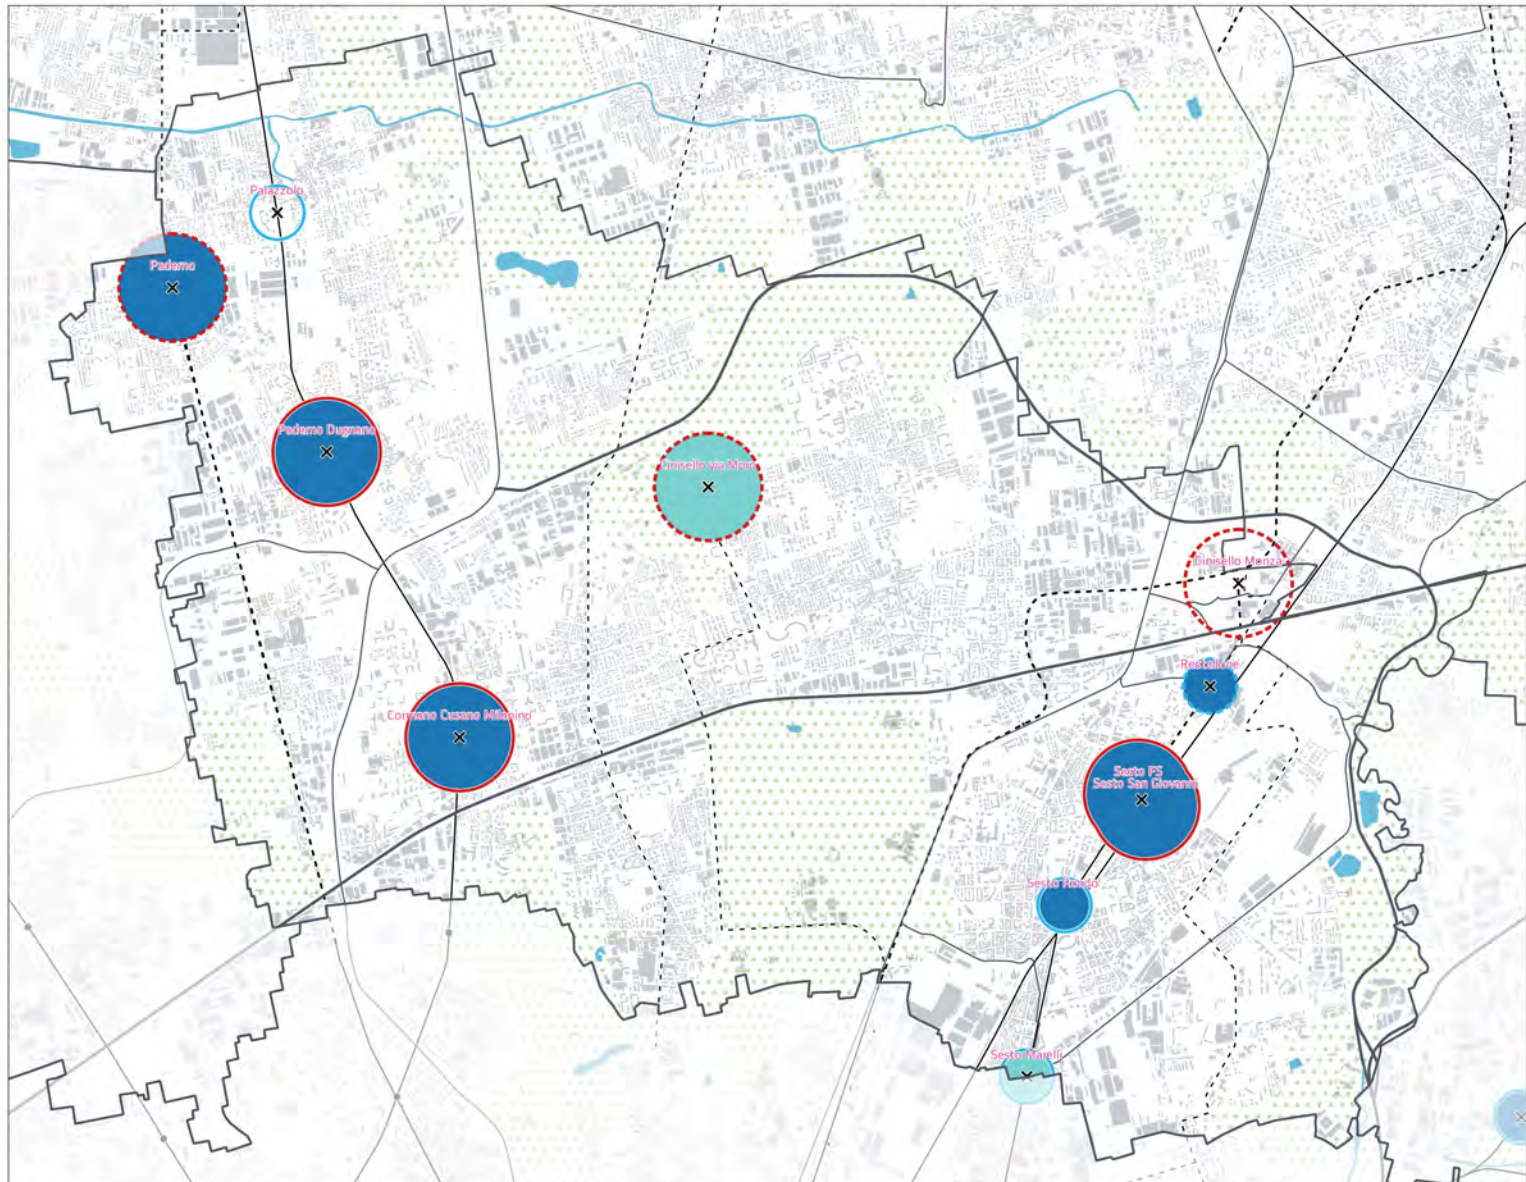 Palazzolo
Paderno
Paderno Dugnano
Cinisello via Moro
Cinisello Monza
Restellone
Cormano Cusano Milanino
Sesto FS
Sesto San Giovanni
Sesto Rondo
Sesto Marelli